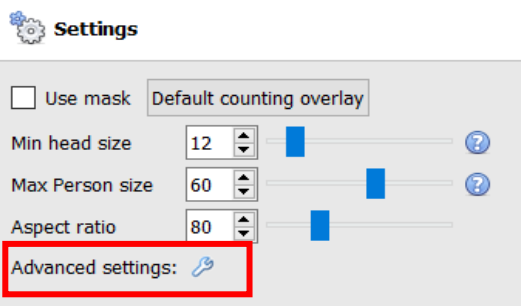 Settings
Use mask Default counting overlay
Min head size 12
Max Person size 60
Aspect ratio 80
Advanced settings: